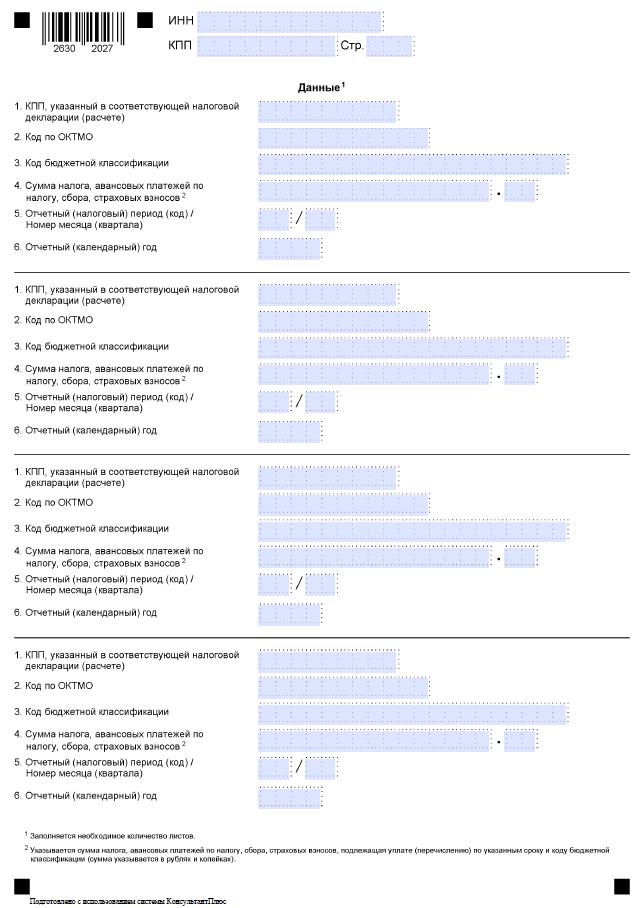 ИНН
КПП Стр.
2630 2027
Данные 1
1. КПП, указанный в соответствующей налоговой
декларации (расчете)
2. Код по ОКТМО
3. Код бюджетной классификации
4. Сумма налога, авансовых платежей по
налогу, сбора, страховых взносов 2 .
5. Отчетный (налоговый) период (код) /
Номер месяца (квартала) /
6. Отчетный (календарный) год
1. КПП, указанный в соответствующей налоговой
декларации (расчете)
2. Код по ОКТМО
3. Код бюджетной классификации
4. Сумма налога, авансовых платежей по
налогу, сбора, страховых взносов 2 .
5. Отчетный (налоговый) период (код) /
Номер месяца (квартала) /
6. Отчетный (календарный) год
1. КПП, указанный в соответствующей налоговой
декларации (расчете)
2. Код по ОКТМО
3. Код бюджетной классификации
4. Сумма налога, авансовых платежей по
налогу, сбора, страховых взносов 2 .
5. Отчетный (налоговый) период (код) /
Номер месяца (квартала) /
6. Отчетный (календарный) год
1. КПП, указанный в соответствующей налоговой
декларации (расчете)
2. Код по ОКТМО
3. Код бюджетной классификации
4. Сумма налога, авансовых платежей по
налогу, сбора, страховых взносов 2 .
5. Отчетный (налоговый) период (код) /
Номер месяца (квартала) /
6. Отчетный (календарный) год
1 Заполняется необходимое количество листов.
2 Указывается сумма налога, авансовых платежей по налогу, сбора, страховых взносов, подлежащая уплате (перечислению) по указанным сроку и коду бюджетной
классификации (сумма указывается в рублях и копейках).
Подготовлено с использованием системы КонсультантПлюс